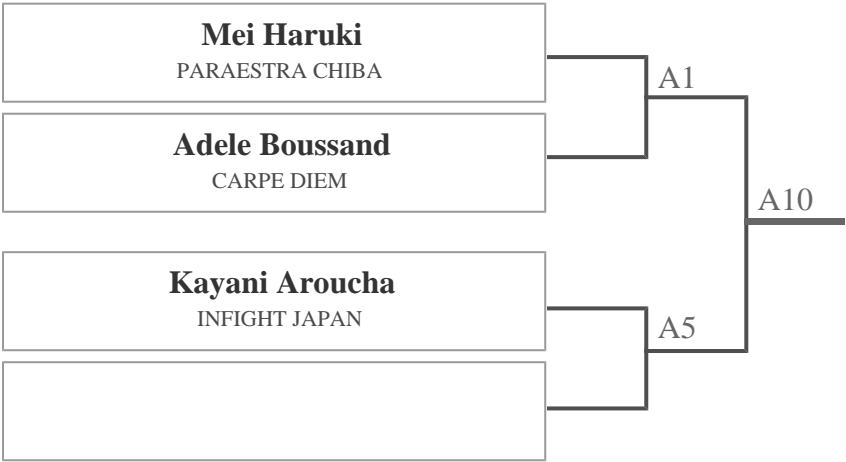 Mei Haruki
PARAESTRA CHIBA
A1
Adele Boussand
CARPE DIEM
A10
Kayani Aroucha
INFIGHT JAPAN
A5